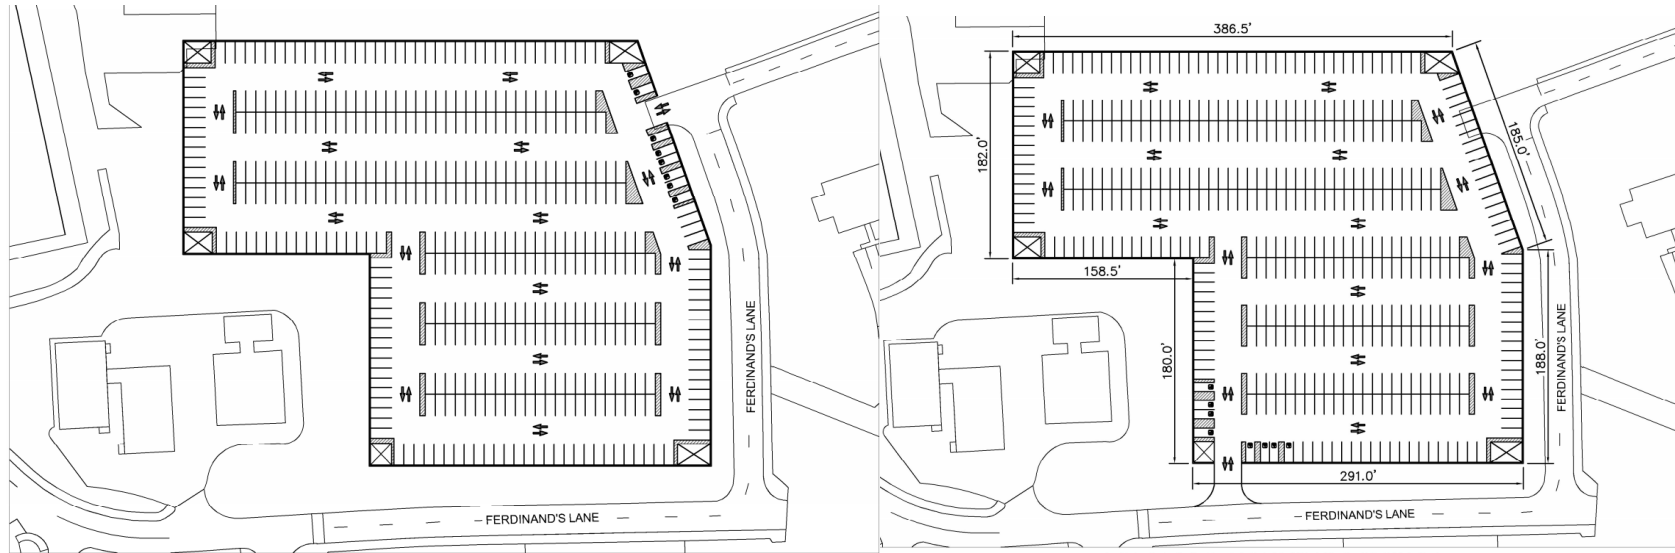 FERDINAND'S LANE
FERDINAND'S LANE
386.5'
182.0'
185.0'
158.5'
180.0'
188.0'
FERDINAND'S LANE
291.0'
FERDINAND'S LANE